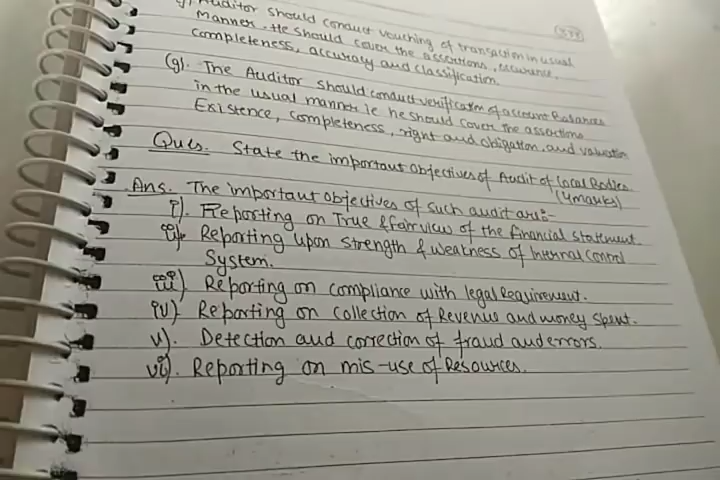 Auditor should conduct vouching of transaction in usual
Manner. He should cover the assertions, occurance,
completeness, accuracy and classification.
(g). The Auditor should conduct verification of account Balances
in the usual manner ie he should cover the assertions
Existence, completeness, right and obligation, and valuation
Ques. State the important objectives of Audit of Local Bodies.
(4marks)
Ans. The important objectives of such audit are:-
i). Reporting on True & fair view of the financial statement.
ii). Reporting upon strength & weatness of Internal Control
System.
iii) Reporting on compliance with legal Requirement.
iv) Reporting on collection of Revenue and money spent.
v). Detection and correction of fraud and errors.
vi). Reporting on mis-use of Resources.